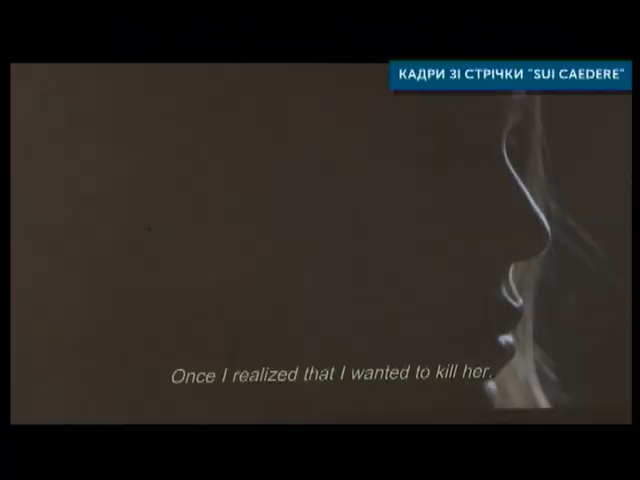 КАДРИ ЗІ СТРІЧКИ "SUI CAEDERE"
Once I realized that I wanted to kill her.